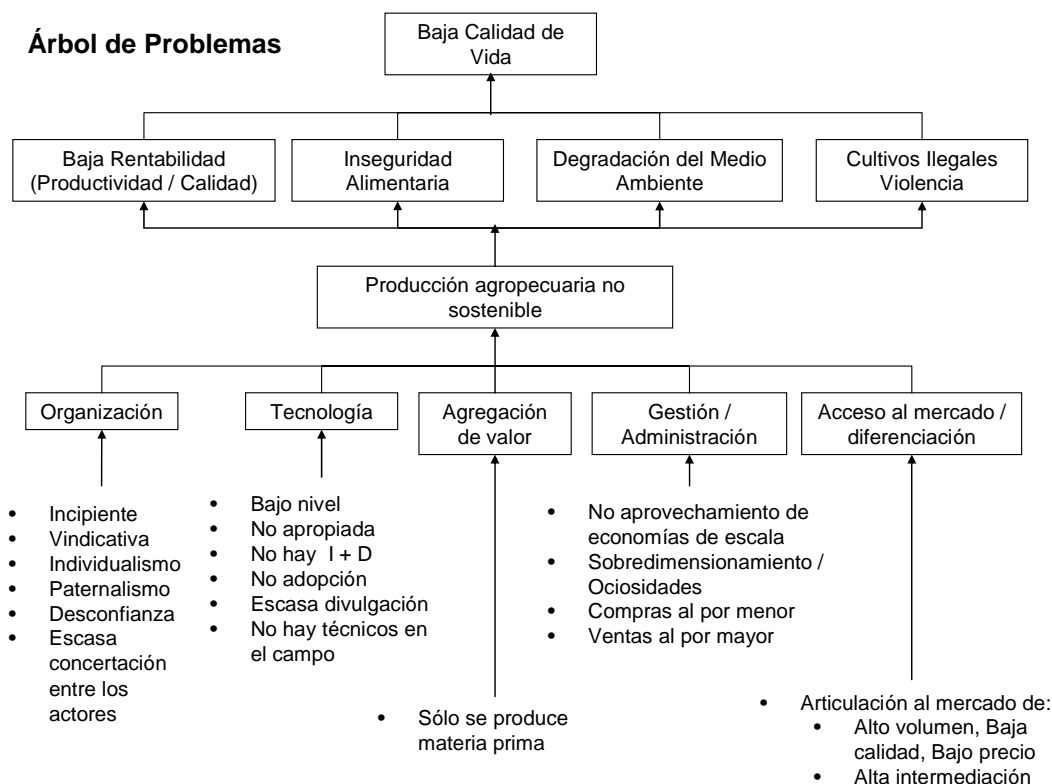 Árbol de Problemas
Baja Calidad de
Vida
Baja Rentabilidad
(Productividad / Calidad)
Inseguridad
Alimentaria
Degradación del Medio
Ambiente
Cultivos Ilegales
Violencia
Producción agropecuaria no
sostenible
Organización
Tecnología
Agregación
de valor
Gestión /
Administración
Acceso al mercado /
diferenciación
• Incipiente
• Vindicativa
• Individualismo
• Paternalismo
• Desconfianza
• Escasa
concertación
entre los
actores
• Bajo nivel
• No apropiada
• No hay I + D
• No adopción
• Escasa divulgación
• No hay técnicos en
el campo
• Sólo se produce
materia prima
• No aprovechamiento de
economías de escala
• Sobredimensionamiento /
Ociosidades
• Compras al por menor
• Ventas al por mayor
• Articulación al mercado de:
• Alto volumen, Baja
calidad, Bajo precio
• Alta intermediación